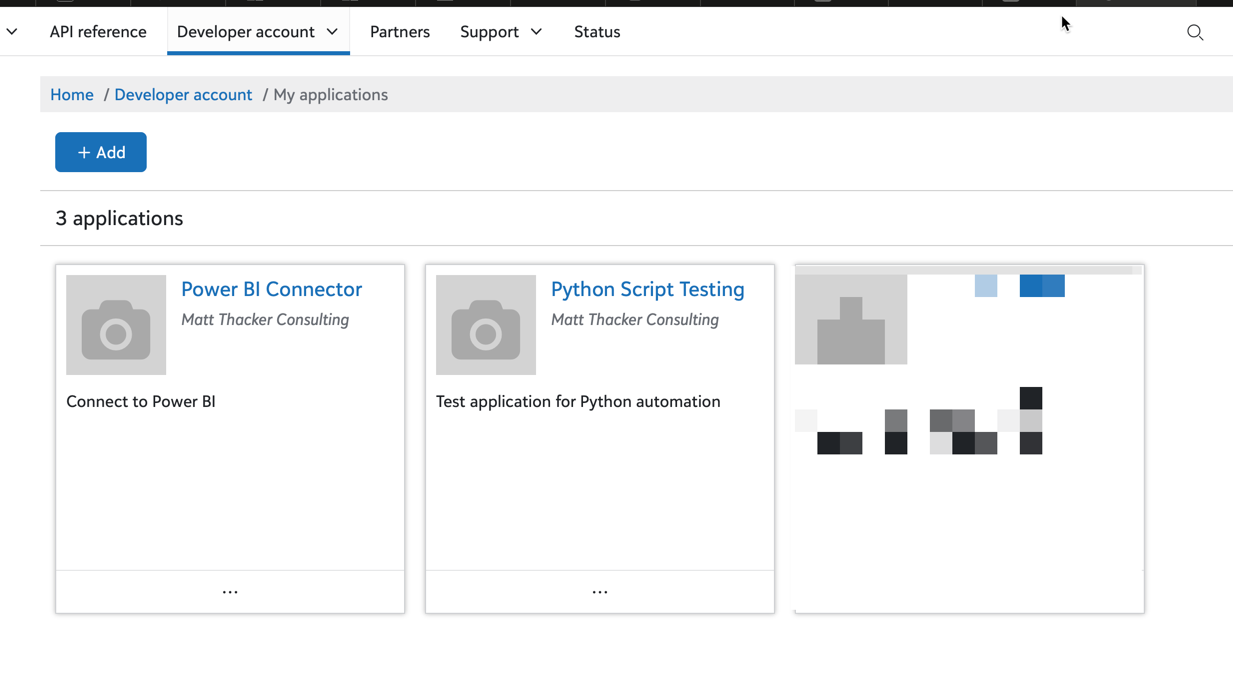 API reference Developer account Partners Support Status
Home / Developer account / My applications
+ Add
3 applications
Power BI Connector
Matt Thacker Consulting
Connect to Power BI
...
Python Script Testing
Matt Thacker Consulting
Test application for Python automation
...